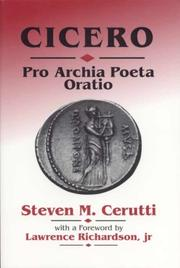 CICERO
Pro Archia Poeta
Oratio
Steven M. Cerutti
with a Foreword by
Lawrence Richardson, jr